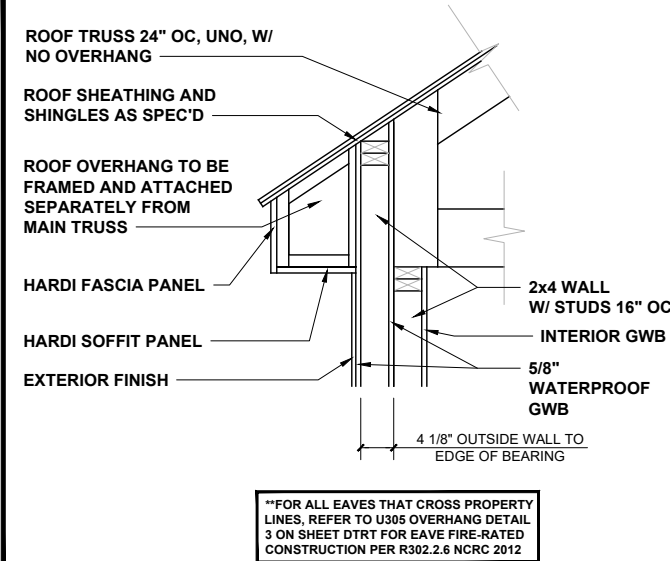 ROOF TRUSS 24" OC, UNO, W/
NO OVERHANG
ROOF SHEATHING AND
SHINGLES AS SPEC'D
ROOF OVERHANG TO BE
FRAMED AND ATTACHED
SEPARATELY FROM
MAIN TRUSS
HARDI FASCIA PANEL
HARDI SOFFIT PANEL
EXTERIOR FINISH
2x4 WALL
W/ STUDS 16" OC
INTERIOR GWB
5/8"
WATERPROOF
GWB
4 1/8" OUTSIDE WALL TO
EDGE OF BEARING
**FOR ALL EAVES THAT CROSS PROPERTY
LINES, REFER TO U305 OVERHANG DETAIL
3 ON SHEET DTRT FOR EAVE FIRE-RATED
CONSTRUCTION PER R302.2.6 NCRC 2012